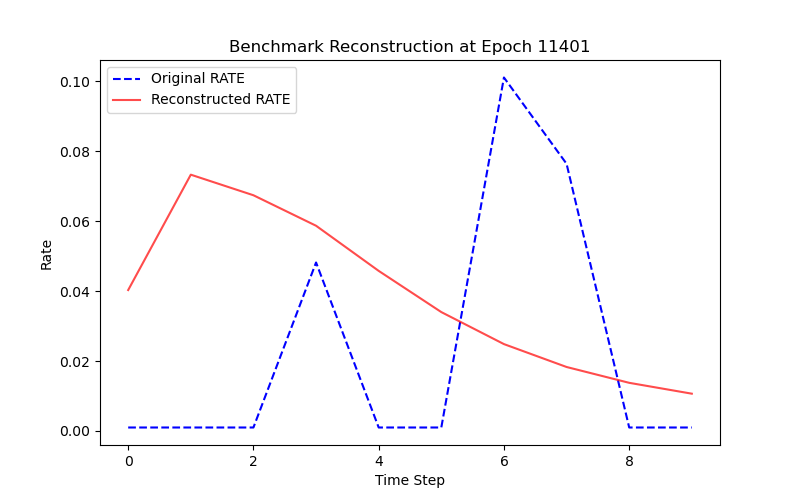 Benchmark Reconstruction at Epoch 11401
Original RATE
Reconstructed RATE
0.10
0.08
0.06
0.04
0.02
0.00
Rate
0 2 4 6 8
Time Step